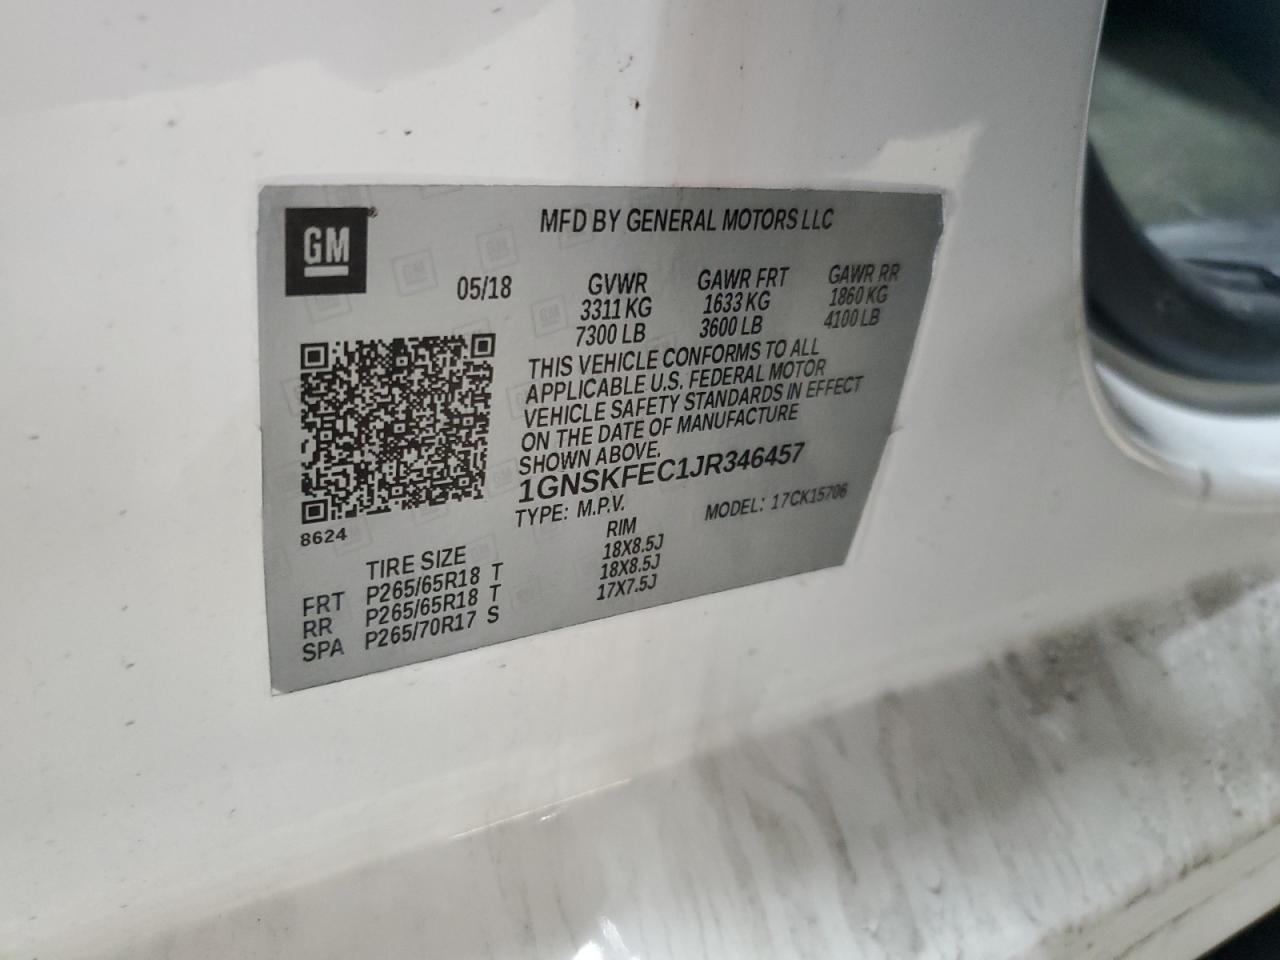 GM®
MFD BY GENERAL MOTORS LLC
05/18
GVWR GAWR FRT GAWR RR
3311 KG 1633 KG 1860 KG
7300 LB 3600 LB 4100 LB
THIS VEHICLE CONFORMS TO ALL
APPLICABLE U.S. FEDERAL MOTOR
VEHICLE SAFETY STANDARDS IN EFFECT
ON THE DATE OF MANUFACTURE
SHOWN ABOVE.
1GNSKFEC1JR346457
TYPE: M.P.V. MODEL: 17CK15706
8624
TIRE SIZE RIM
FRT P265/65R18 T 18X8.5J
RR P265/65R18 T 18X8.5J
SPA P265/70R17 S 17X7.5J